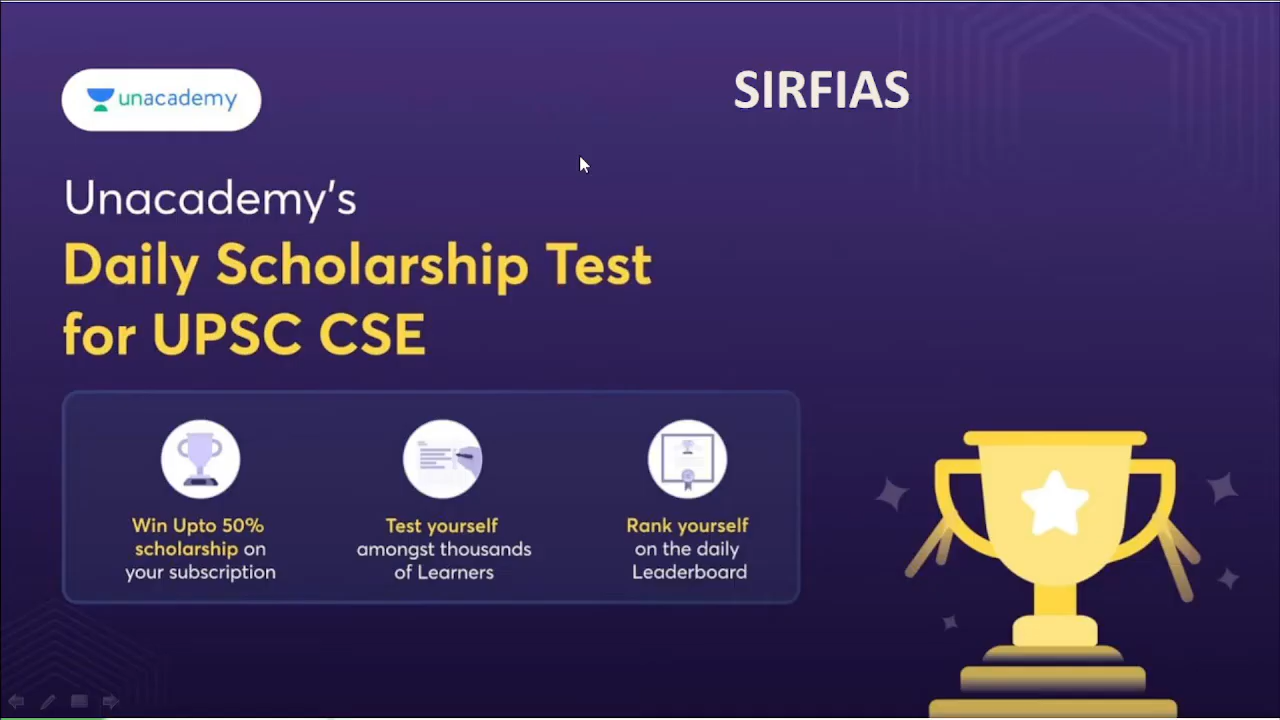 unacademy
SIRFIAS
Unacademy's
Daily Scholarship Test
for UPSC CSE
Win Upto 50%
scholarship on
your subscription
Test yourself
amongst thousands
of Learners
Rank yourself
on the daily
Leaderboard